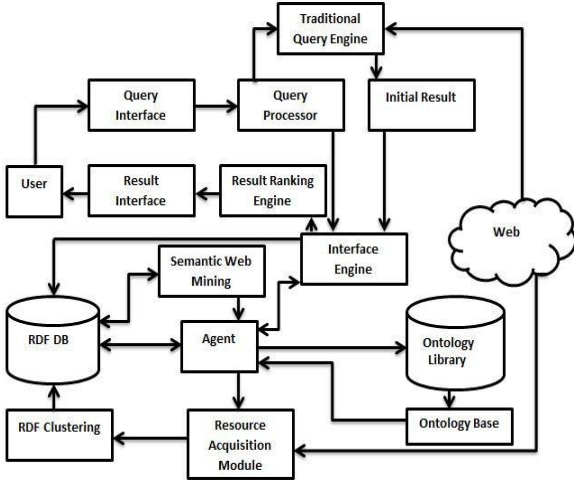 Traditional
Query Engine
Query
Interface
Query
Processor
Initial Result
User
Result
Interface
Result Ranking
Engine
Web
Interface
Engine
Semantic Web
Mining
RDF DB
Agent
Ontology
Library
RDF Clustering
Resource
Acquisition
Module
Ontology Base